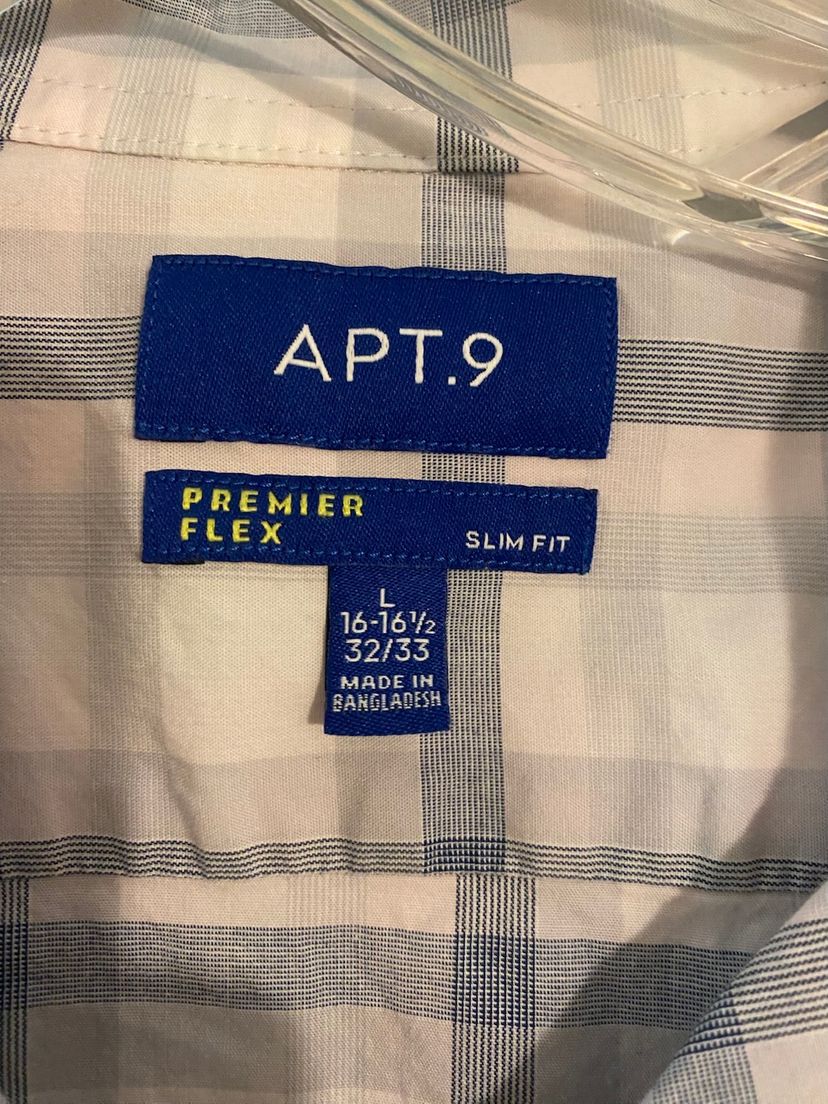 APT.9
PREMIER
FLEX
SLIM FIT
L
16-16½
32/33
MADE IN
BANGLADESH